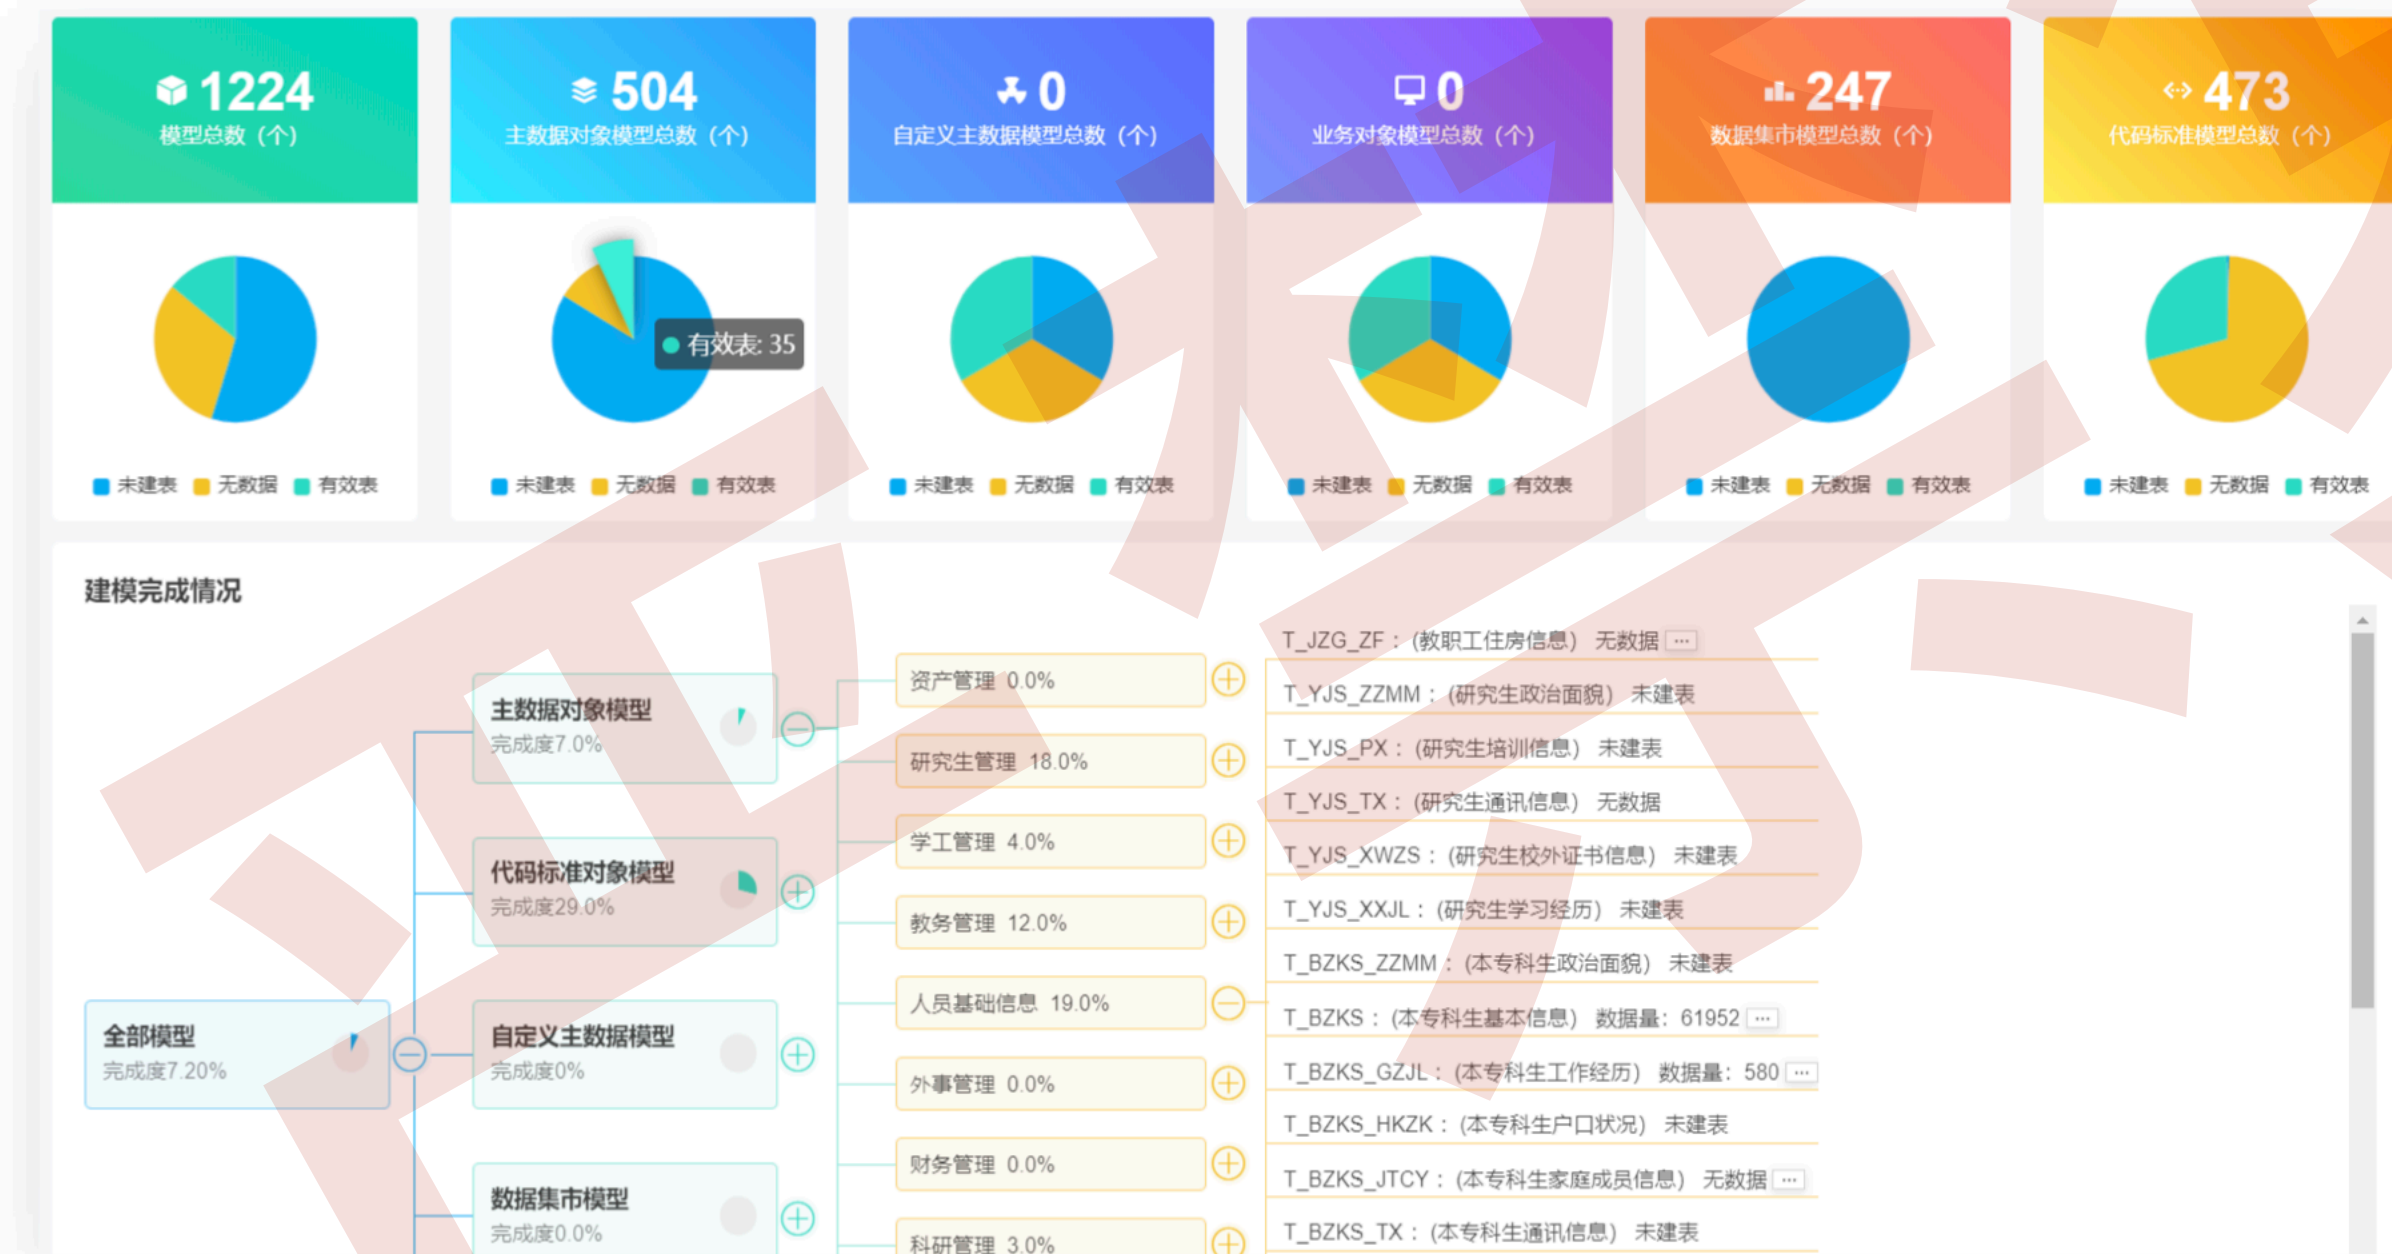 1224
模型总数（个）
504
主数据对象模型总数（个）
0
自定义主数据模型总数（个）
0
业务对象模型总数（个）
247
数据集市模型总数（个）
473
代码标准模型总数（个）
有效表: 35
未建表 无数据 有效表
未建表 无数据 有效表
未建表 无数据 有效表
未建表 无数据 有效表
未建表 无数据 有效表
未建表 无数据 有效表
建模完成情况
全部模型
完成度7.20%
主数据对象模型
完成度7.0%
代码标准对象模型
完成度29.0%
自定义主数据模型
完成度0%
数据集市模型
完成度0.0%
资产管理 0.0%
研究生管理 18.0%
学工管理 4.0%
教务管理 12.0%
人员基础信息 19.0%
外事管理 0.0%
财务管理 0.0%
科研管理 3.0%
T_JZG_ZF：(教职工住房信息) 无数据 ...
T_YJS_ZZMM：(研究生政治面貌) 未建表
T_YJS_PX：(研究生培训信息) 未建表
T_YJS_TX：(研究生通讯信息) 无数据
T_YJS_XWZS：(研究生校外证书信息) 未建表
T_YJS_XXJL：(研究生学习经历) 未建表
T_BZKS_ZZMM：(本专科生政治面貌) 未建表
T_BZKS：(本专科生基本信息) 数据量：61952 ...
T_BZKS_GZJL：(本专科生工作经历) 数据量：580 ...
T_BZKS_HKZK：(本专科生户口状况) 未建表
T_BZKS_JTCY：(本专科生家庭成员信息) 无数据 ...
T_BZKS_TX：(本专科生通讯信息) 未建表